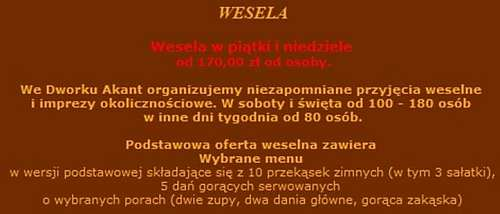 WESELA
Wesela w piątki i niedziele
od 170,00 zł od osoby.
We Dworku Akant organizujemy niezapomniane przyjęcia weselne
i imprezy okolicznościowe. W soboty i święta od 100 - 180 osób
w inne dni tygodnia od 80 osób.
Podstawowa oferta weselna zawiera
Wybrane menu
w wersji podstawowej składające się z 10 przekąsek zimnych (w tym 3 sałatki),
5 dań gorących serwowanych
o wybranych porach (dwie zupy, dwa dania główne, gorąca zakąska)